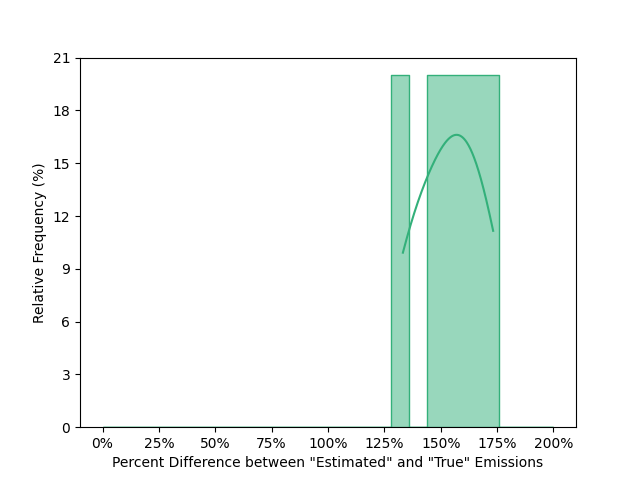 21
18
15
12
9
6
3
0
Relative Frequency (%)
0% 25% 50% 75% 100% 125% 150% 175% 200%
Percent Difference between "Estimated" and "True" Emissions